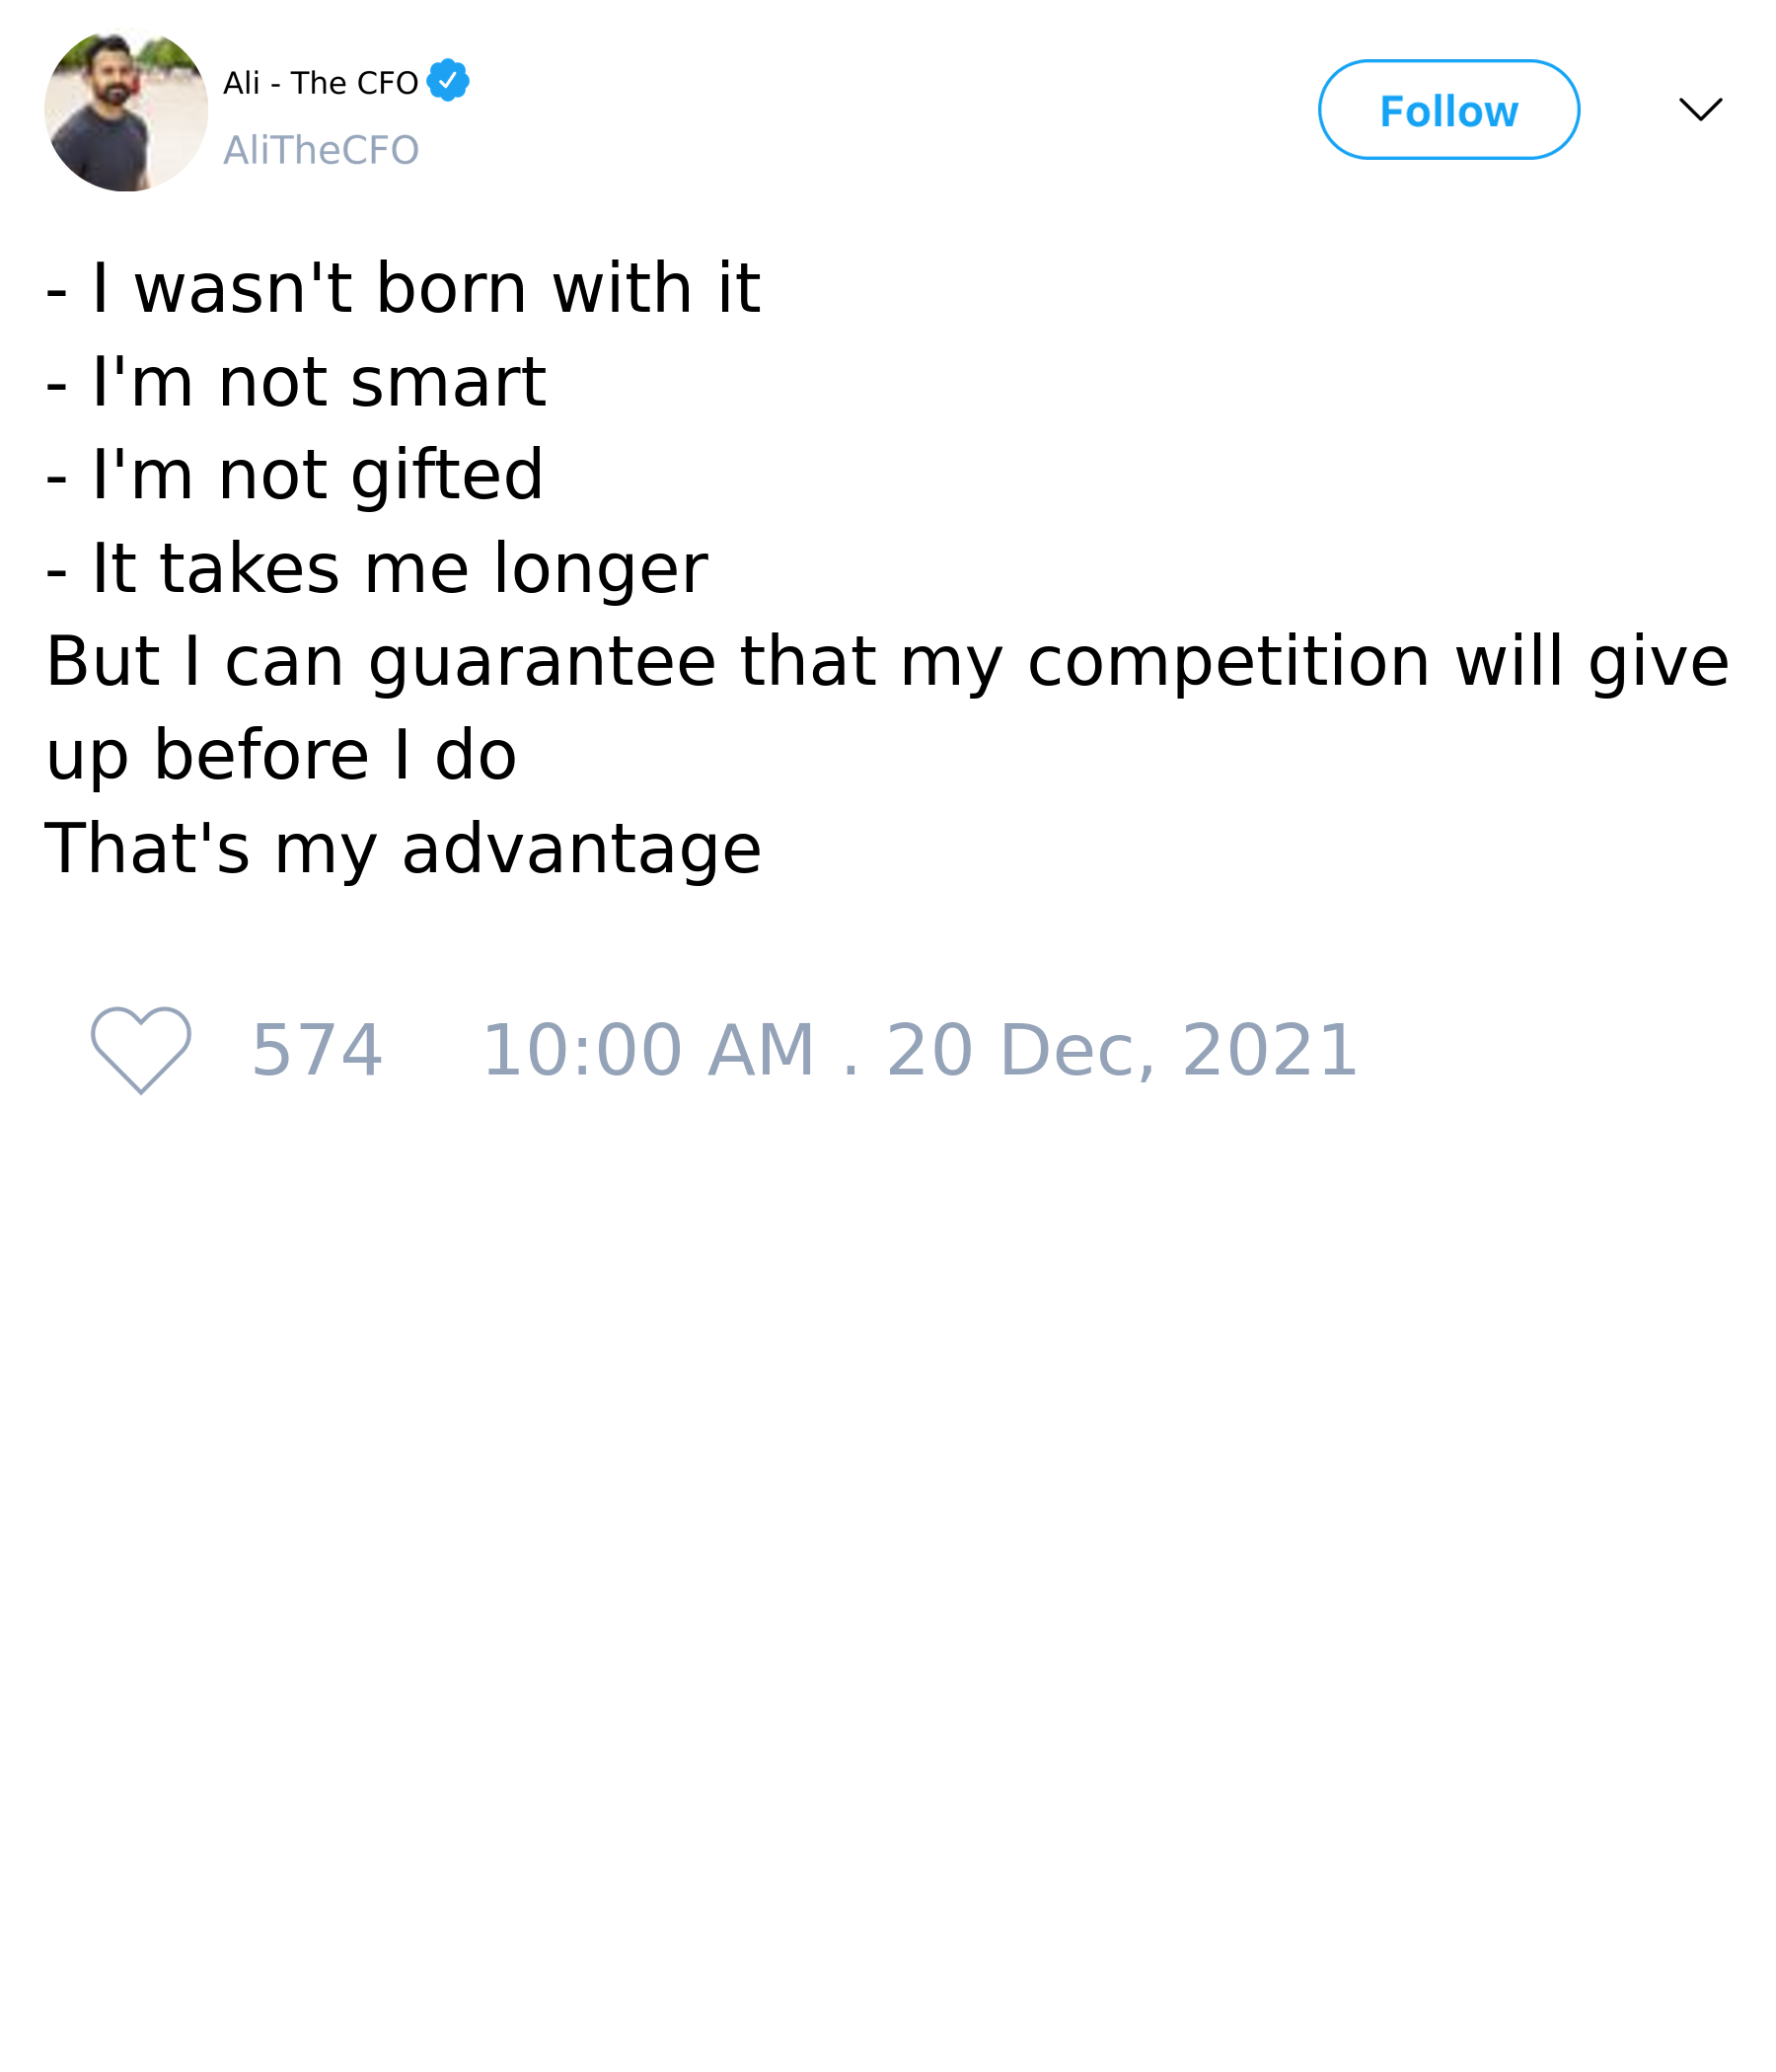 Ali - The CFO
AliTheCFO
Follow
- I wasn't born with it
- I'm not smart
- I'm not gifted
- It takes me longer
But I can guarantee that my competition will give
up before I do
That's my advantage
574 10:00 AM . 20 Dec, 2021